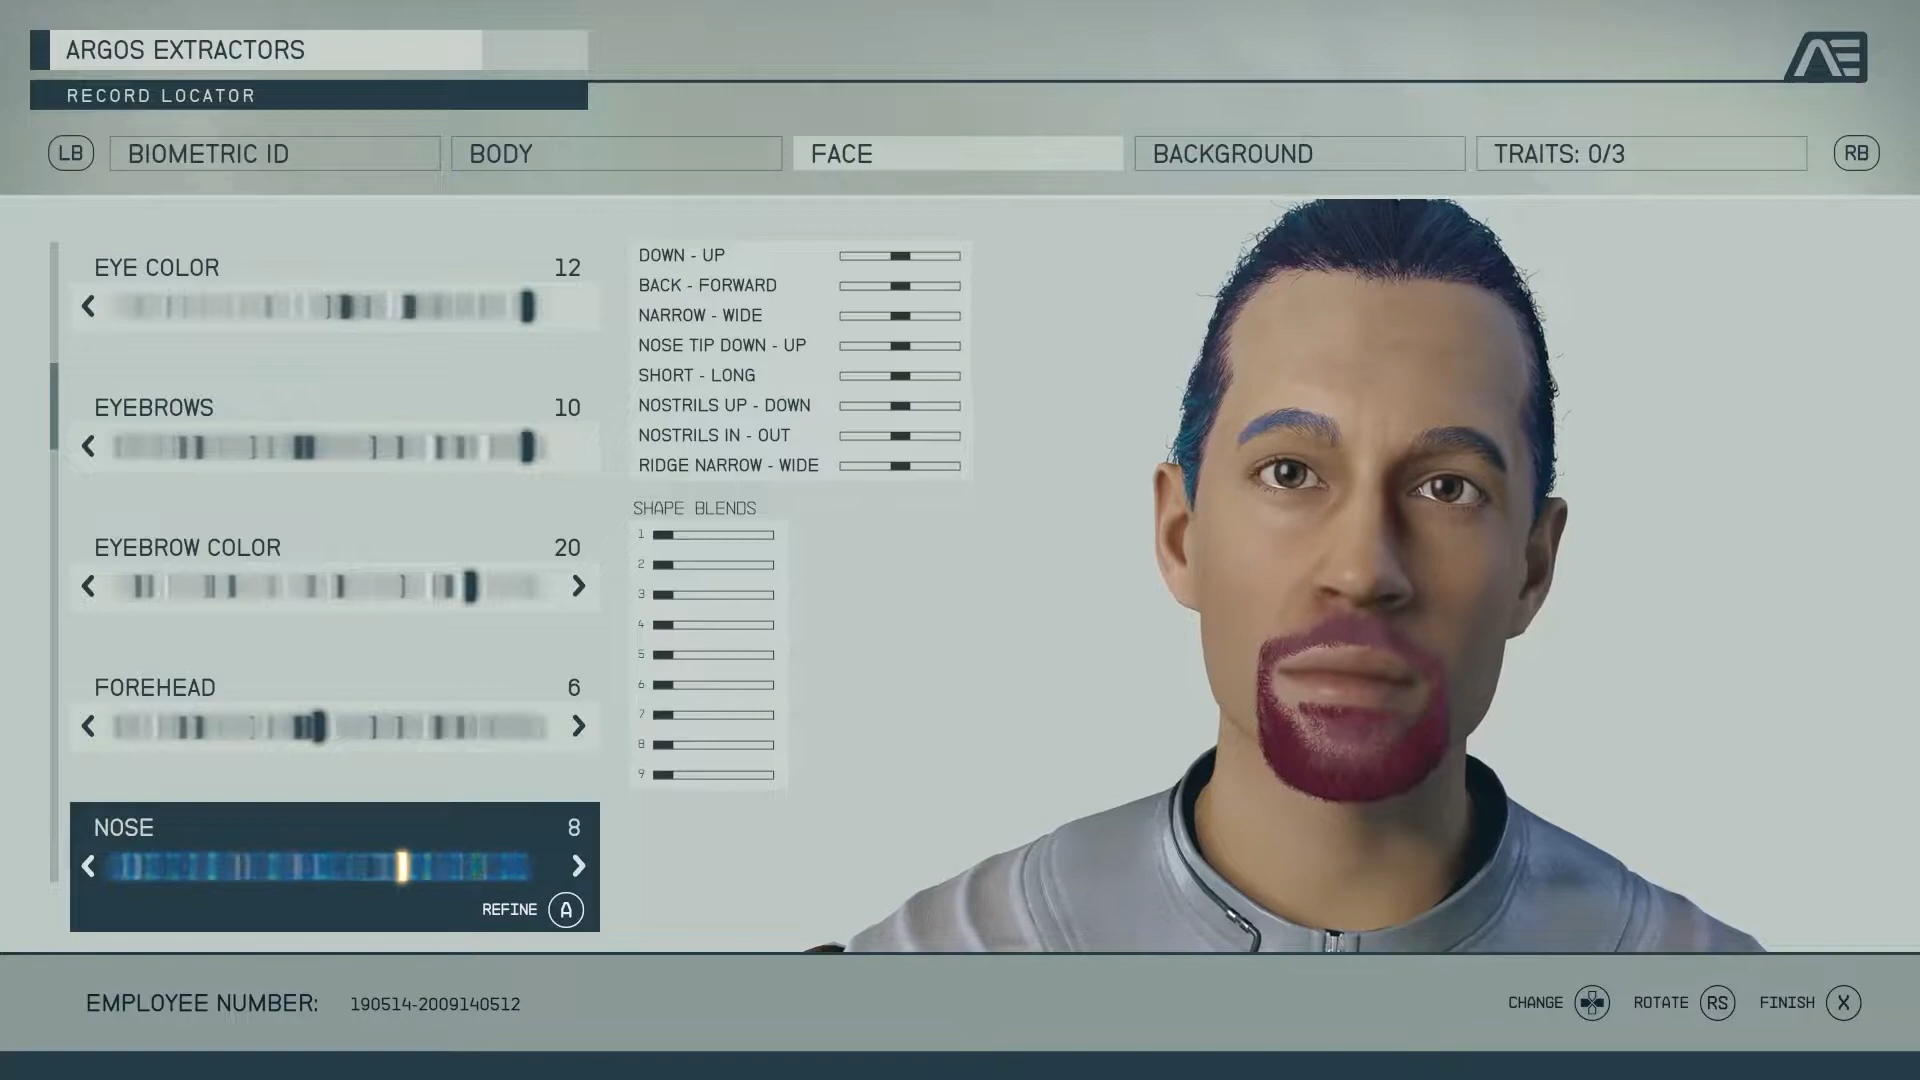 ARGOS EXTRACTORS
RECORD LOCATOR
AE
LB BIOMETRIC ID BODY FACE BACKGROUND TRAITS: 0/3 RB
EYE COLOR 12
EYEBROWS 10
EYEBROW COLOR 20
FOREHEAD 6
NOSE 8
REFINE A
DOWN - UP
BACK - FORWARD
NARROW - WIDE
NOSE TIP DOWN - UP
SHORT - LONG
NOSTRILS UP - DOWN
NOSTRILS IN - OUT
RIDGE NARROW - WIDE
SHAPE BLENDS
1
2
3
4
5
6
7
8
9
EMPLOYEE NUMBER: 190514-2009140512
CHANGE ROTATE RS FINISH X